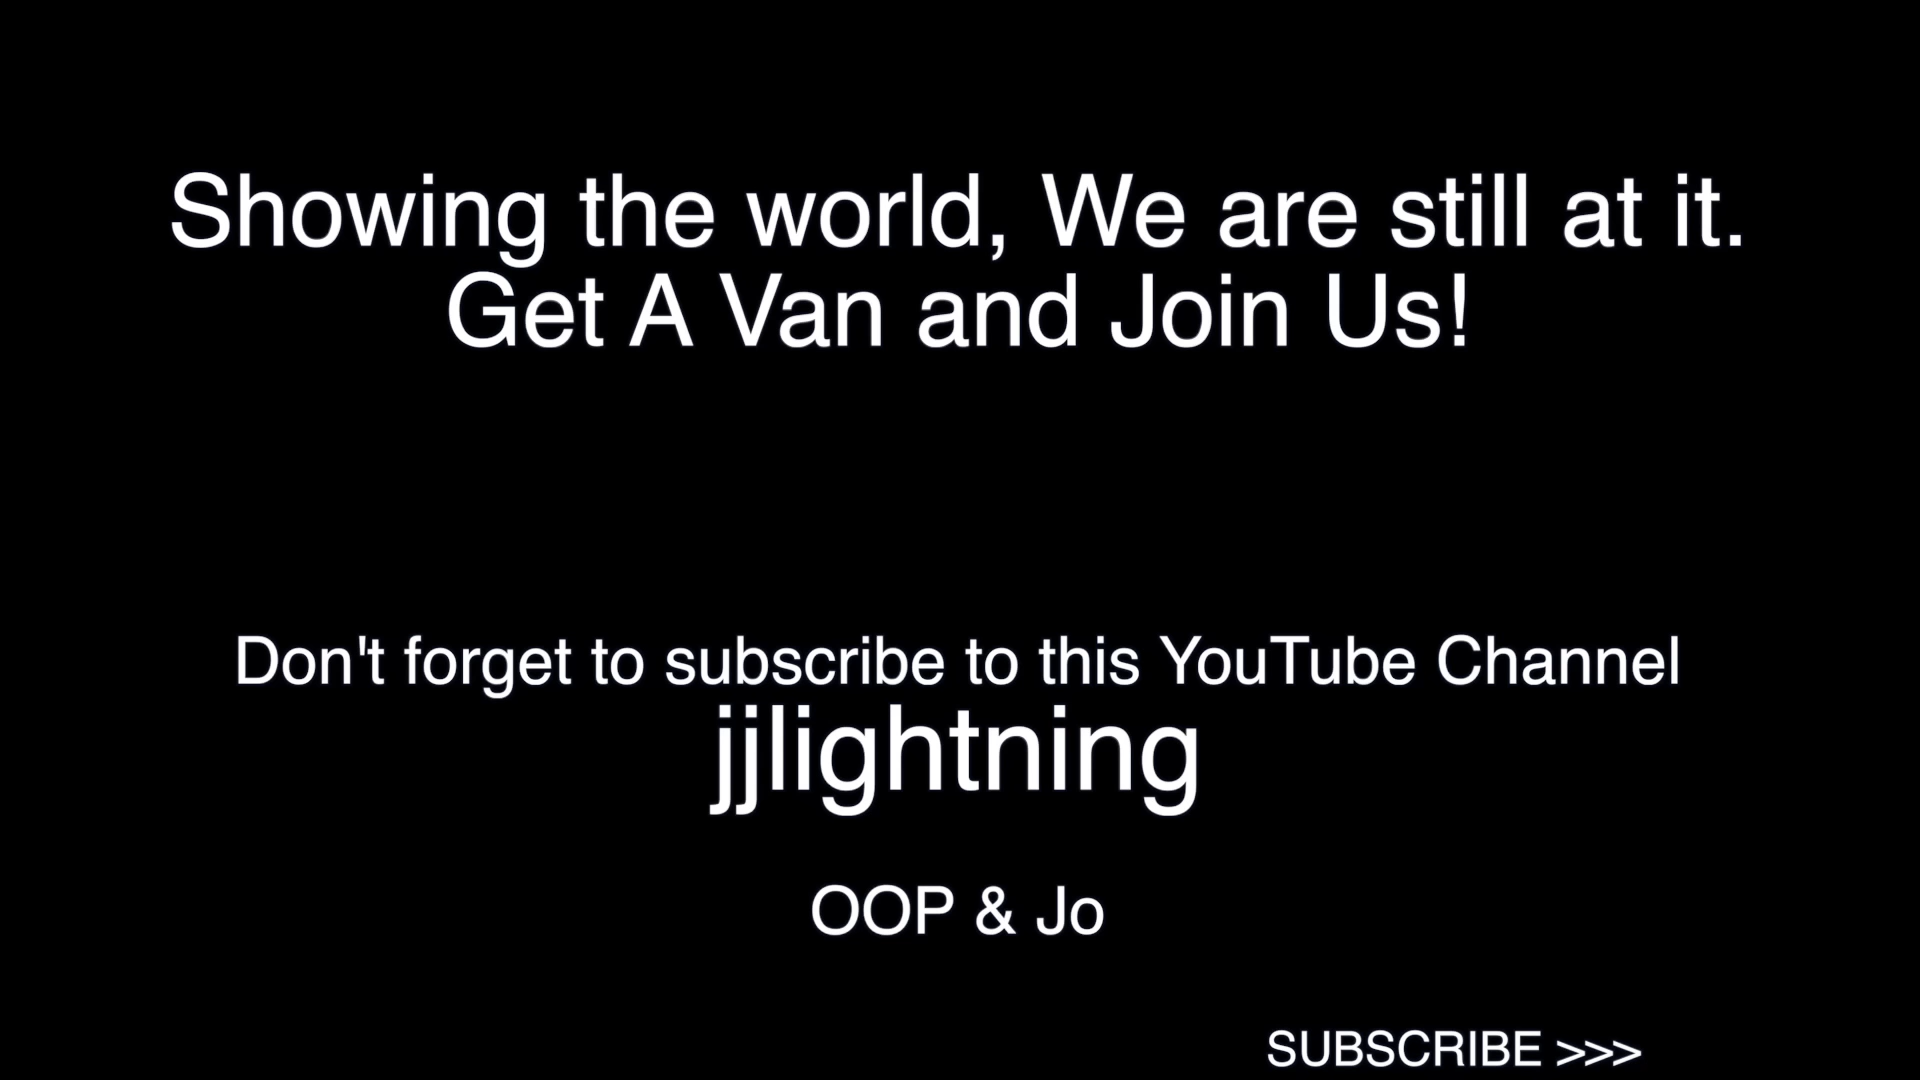 Showing the world, We are still at it.
Get A Van and Join Us!
Don't forget to subscribe to this YouTube Channel
jjlightning
OOP & Jo
SUBSCRIBE >>>